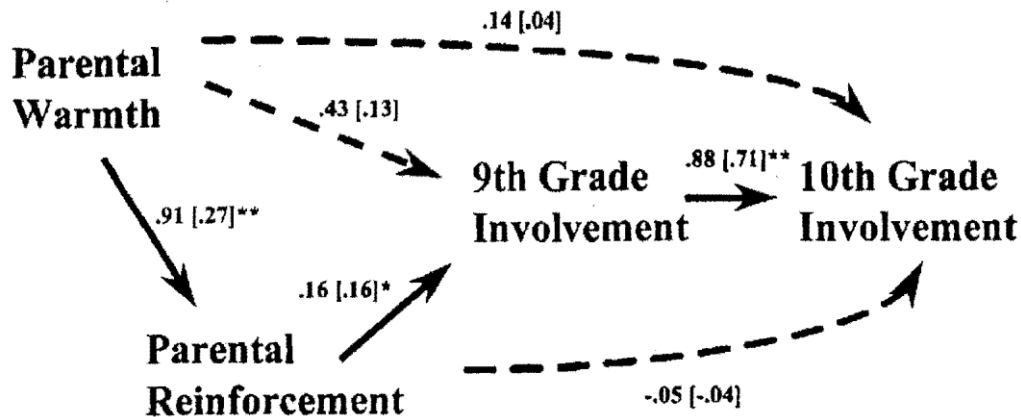 .14 [.04]
Parental
Warmth
.43 [.13]
.88 [.71]**
9th Grade
Involvement
10th Grade
Involvement
.91 [.27]**
.16 [.16]*
Parental
Reinforcement
-.05 [-.04]